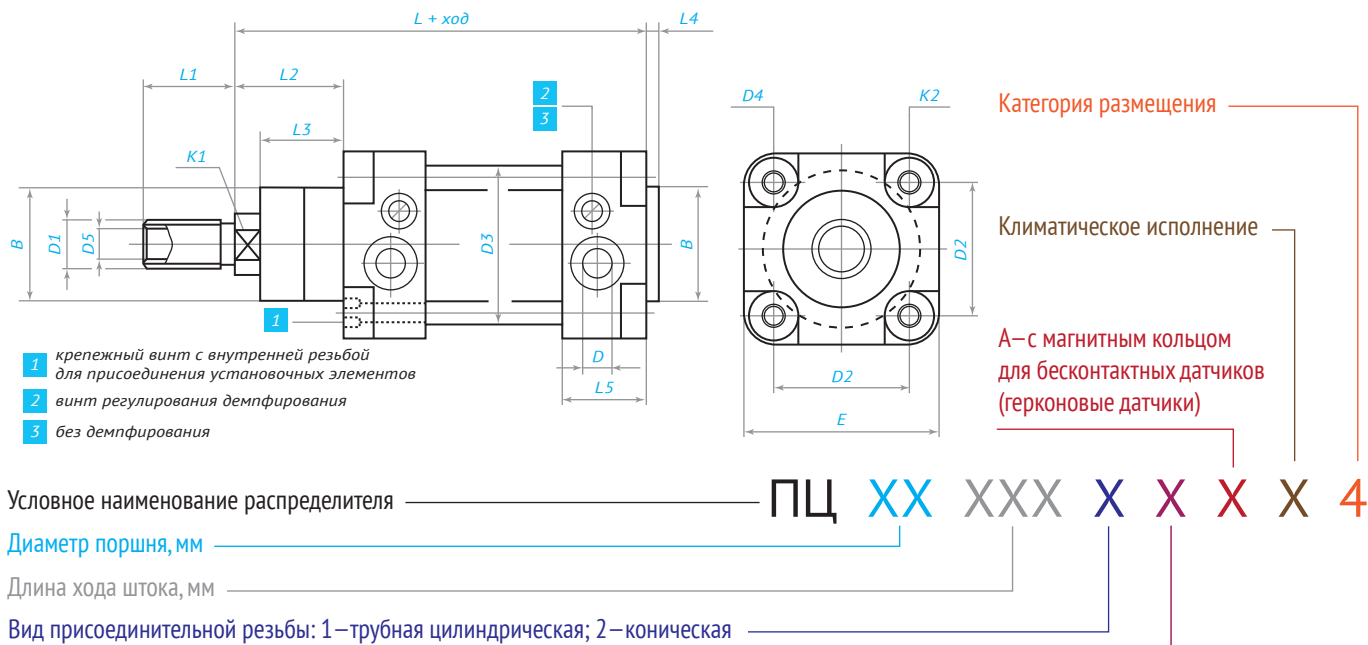 L + ход
L4
L1
L2
2
3
L3
K1
B
D1
D5
D3
B
1
D
L5
D4
K2
D2
D2
E
1 крепежный винт с внутренней резьбой
для присоединения установочных элементов
2 винт регулирования демпфирования
3 без демпфирования
Категория размещения
Климатическое исполнение
А—с магнитным кольцом
для бесконтактных датчиков
(герконовые датчики)
Условное наименование распределителя
ПЦ ХХ ХХХ Х Х Х Х 4
Диаметр поршня, мм
Длина хода штока, мм
Вид присоединительной резьбы: 1—трубная цилиндрическая; 2—коническая